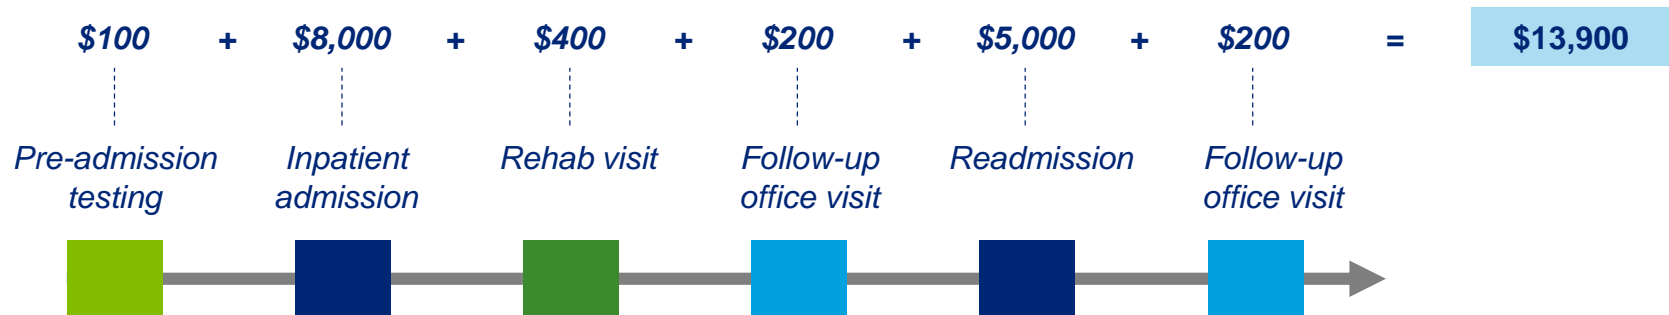 $100 + $8,000 + $400 + $200 + $5,000 + $200 = $13,900
Pre-admission Inpatient Rehab visit Follow-up Readmission Follow-up
testing admission office visit office visit